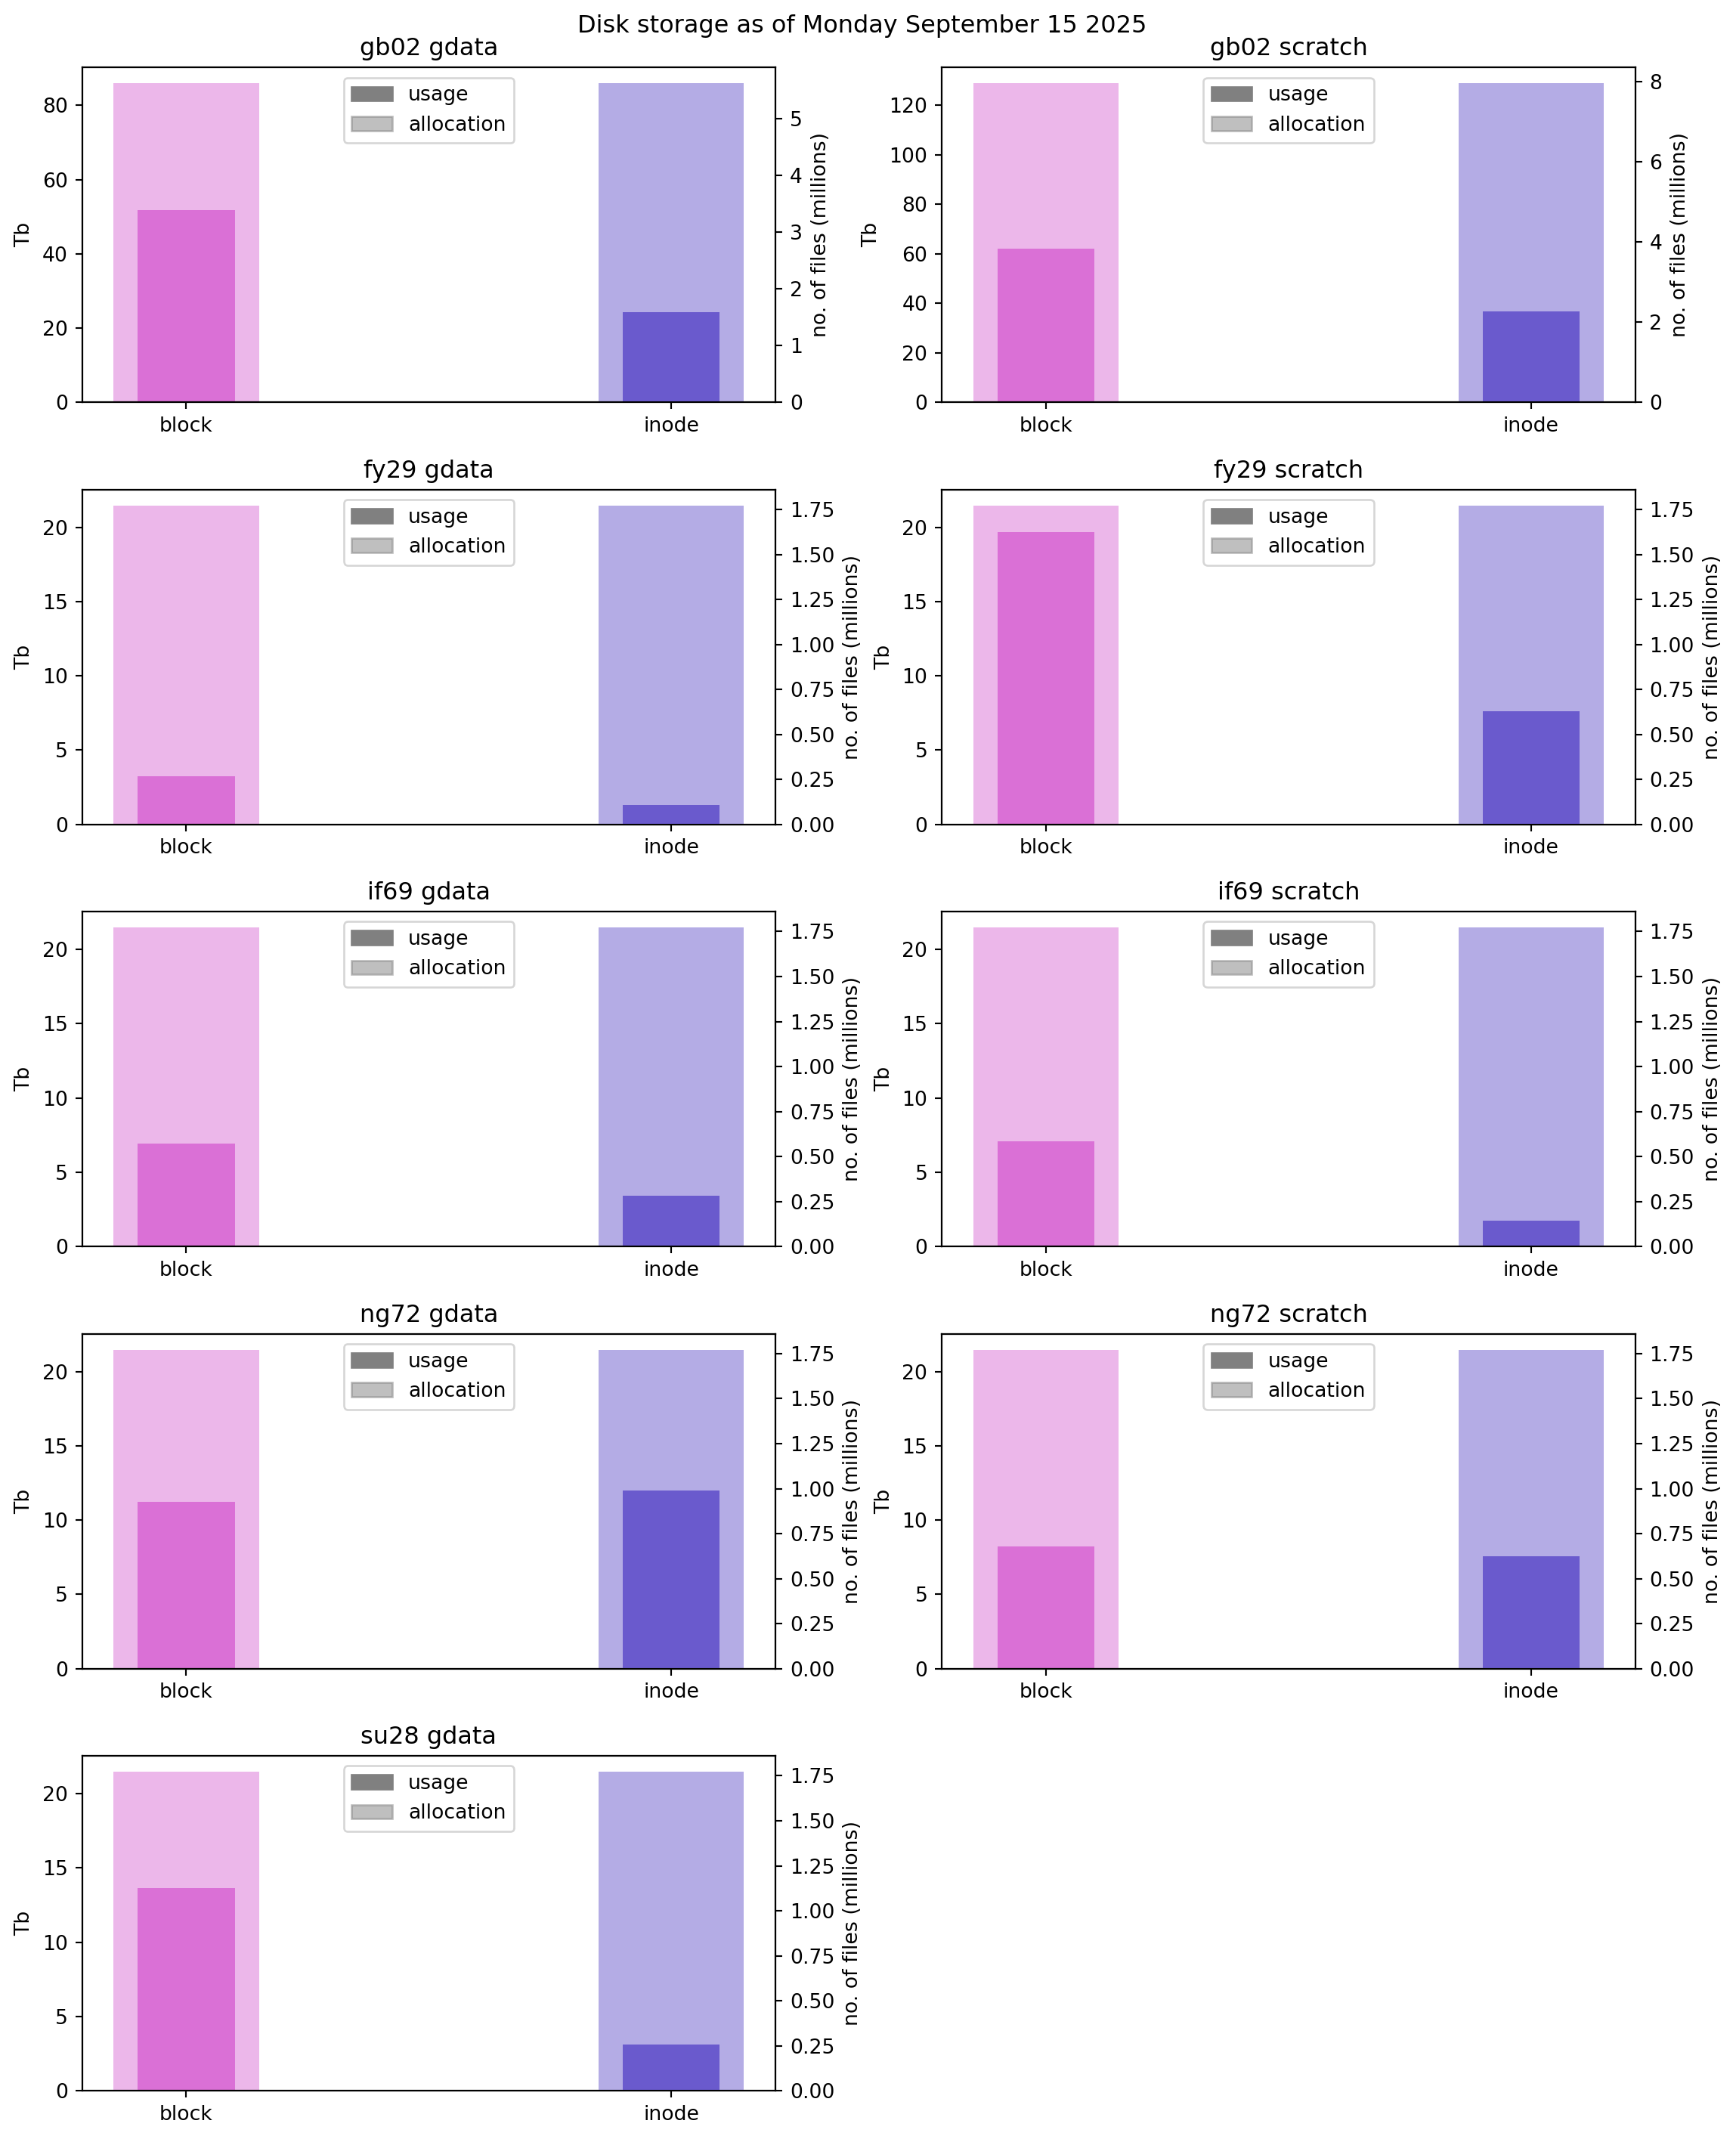 Disk storage as of Monday September 15 2025
gb02 gdata
usage
allocation
80
60
40
20
0
Tb
5
4
3
2
1
0
no. of files (millions)
block
inode
gb02 scratch
usage
allocation
120
100
80
60
40
20
0
Tb
8
6
4
2
0
no. of files (millions)
block
inode
fy29 gdata
usage
allocation
20
15
10
5
0
Tb
1.75
1.50
1.25
1.00
0.75
0.50
0.25
0.00
no. of files (millions)
block
inode
fy29 scratch
usage
allocation
20
15
10
5
0
Tb
1.75
1.50
1.25
1.00
0.75
0.50
0.25
0.00
no. of files (millions)
block
inode
if69 gdata
usage
allocation
20
15
10
5
0
Tb
1.75
1.50
1.25
1.00
0.75
0.50
0.25
0.00
no. of files (millions)
block
inode
if69 scratch
usage
allocation
20
15
10
5
0
Tb
1.75
1.50
1.25
1.00
0.75
0.50
0.25
0.00
no. of files (millions)
block
inode
ng72 gdata
usage
allocation
20
15
10
5
0
Tb
1.75
1.50
1.25
1.00
0.75
0.50
0.25
0.00
no. of files (millions)
block
inode
ng72 scratch
usage
allocation
20
15
10
5
0
Tb
1.75
1.50
1.25
1.00
0.75
0.50
0.25
0.00
no. of files (millions)
block
inode
su28 gdata
usage
allocation
20
15
10
5
0
Tb
1.75
1.50
1.25
1.00
0.75
0.50
0.25
0.00
no. of files (millions)
block
inode